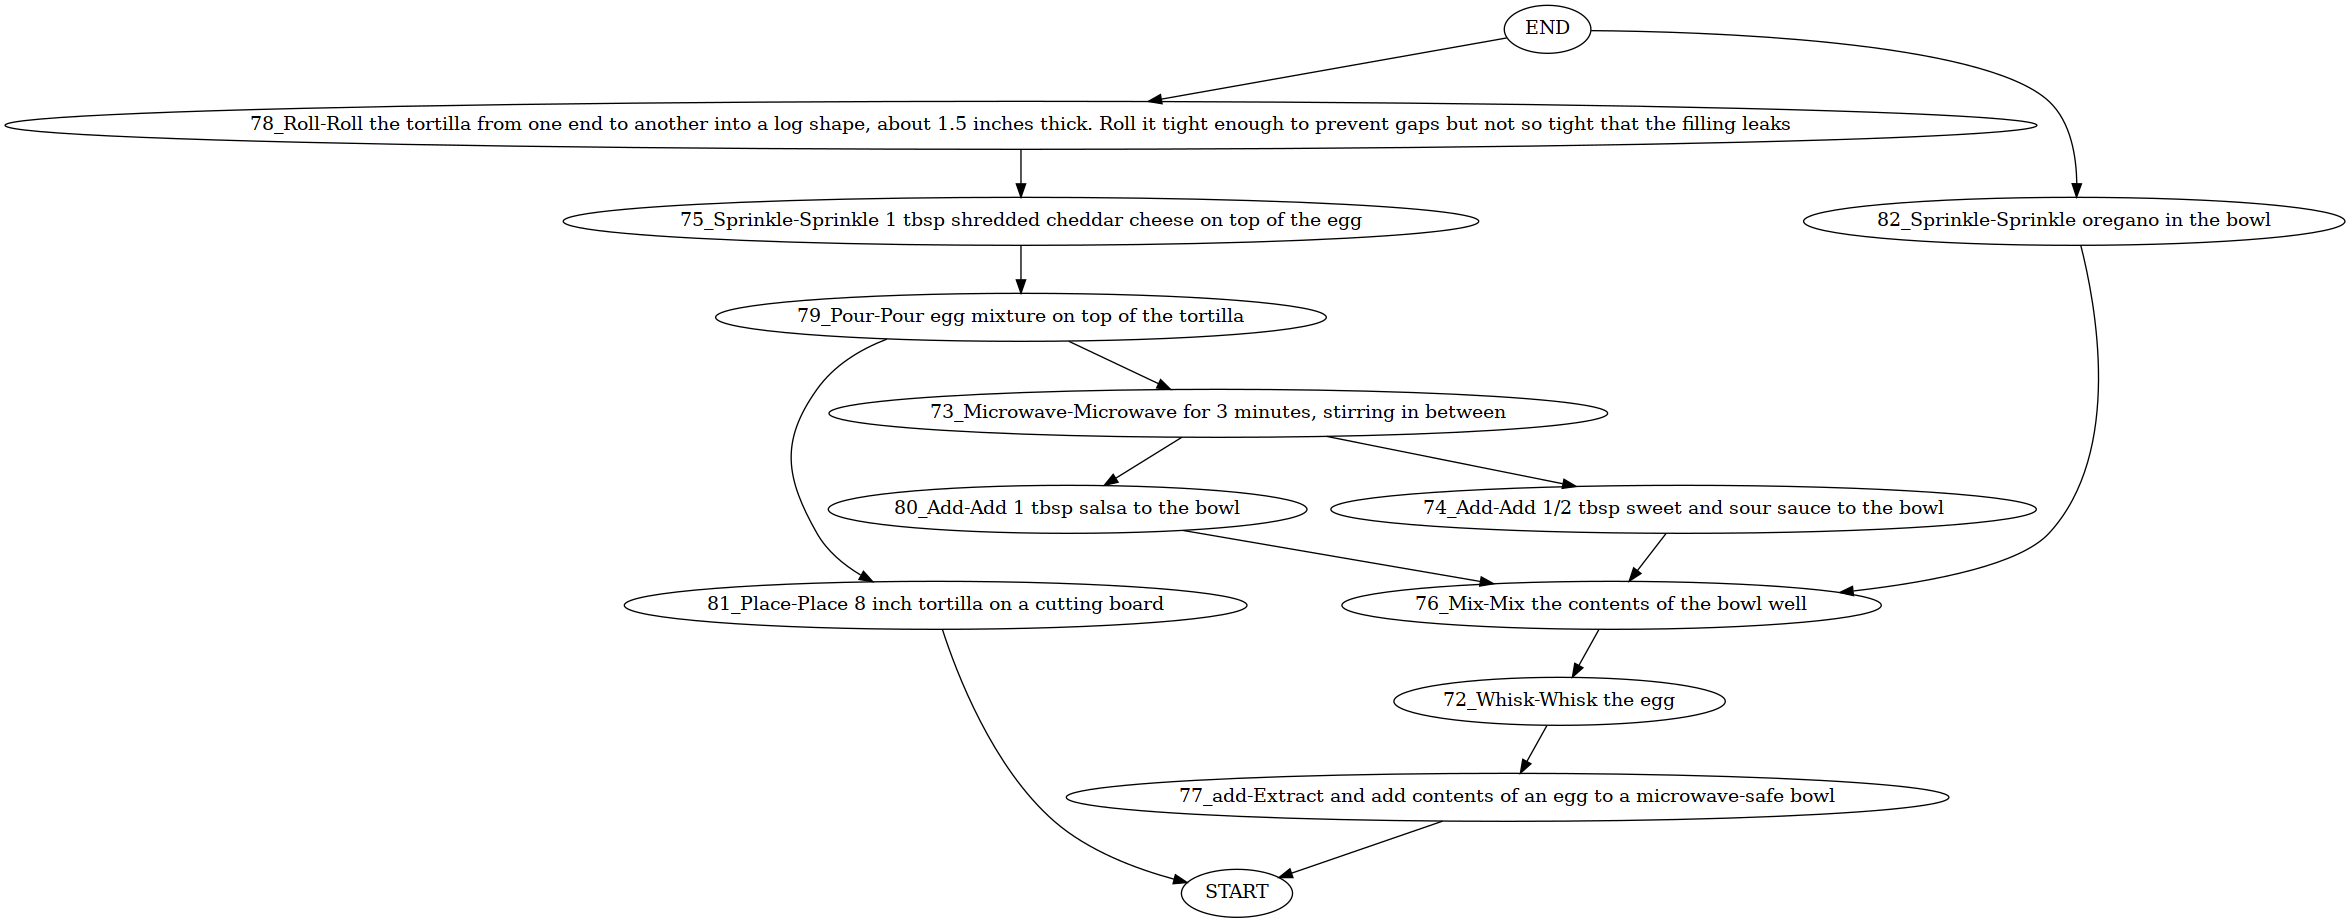 END
78_Roll-Roll the tortilla from one end to another into a log shape, about 1.5 inches thick. Roll it tight enough to prevent gaps but not so tight that the filling leaks
75_Sprinkle-Sprinkle 1 tbsp shredded cheddar cheese on top of the egg
82_Sprinkle-Sprinkle oregano in the bowl
79_Pour-Pour egg mixture on top of the tortilla
73_Microwave-Microwave for 3 minutes, stirring in between
80_Add-Add 1 tbsp salsa to the bowl
74_Add-Add 1/2 tbsp sweet and sour sauce to the bowl
81_Place-Place 8 inch tortilla on a cutting board
76_Mix-Mix the contents of the bowl well
72_Whisk-Whisk the egg
77_add-Extract and add contents of an egg to a microwave-safe bowl
START